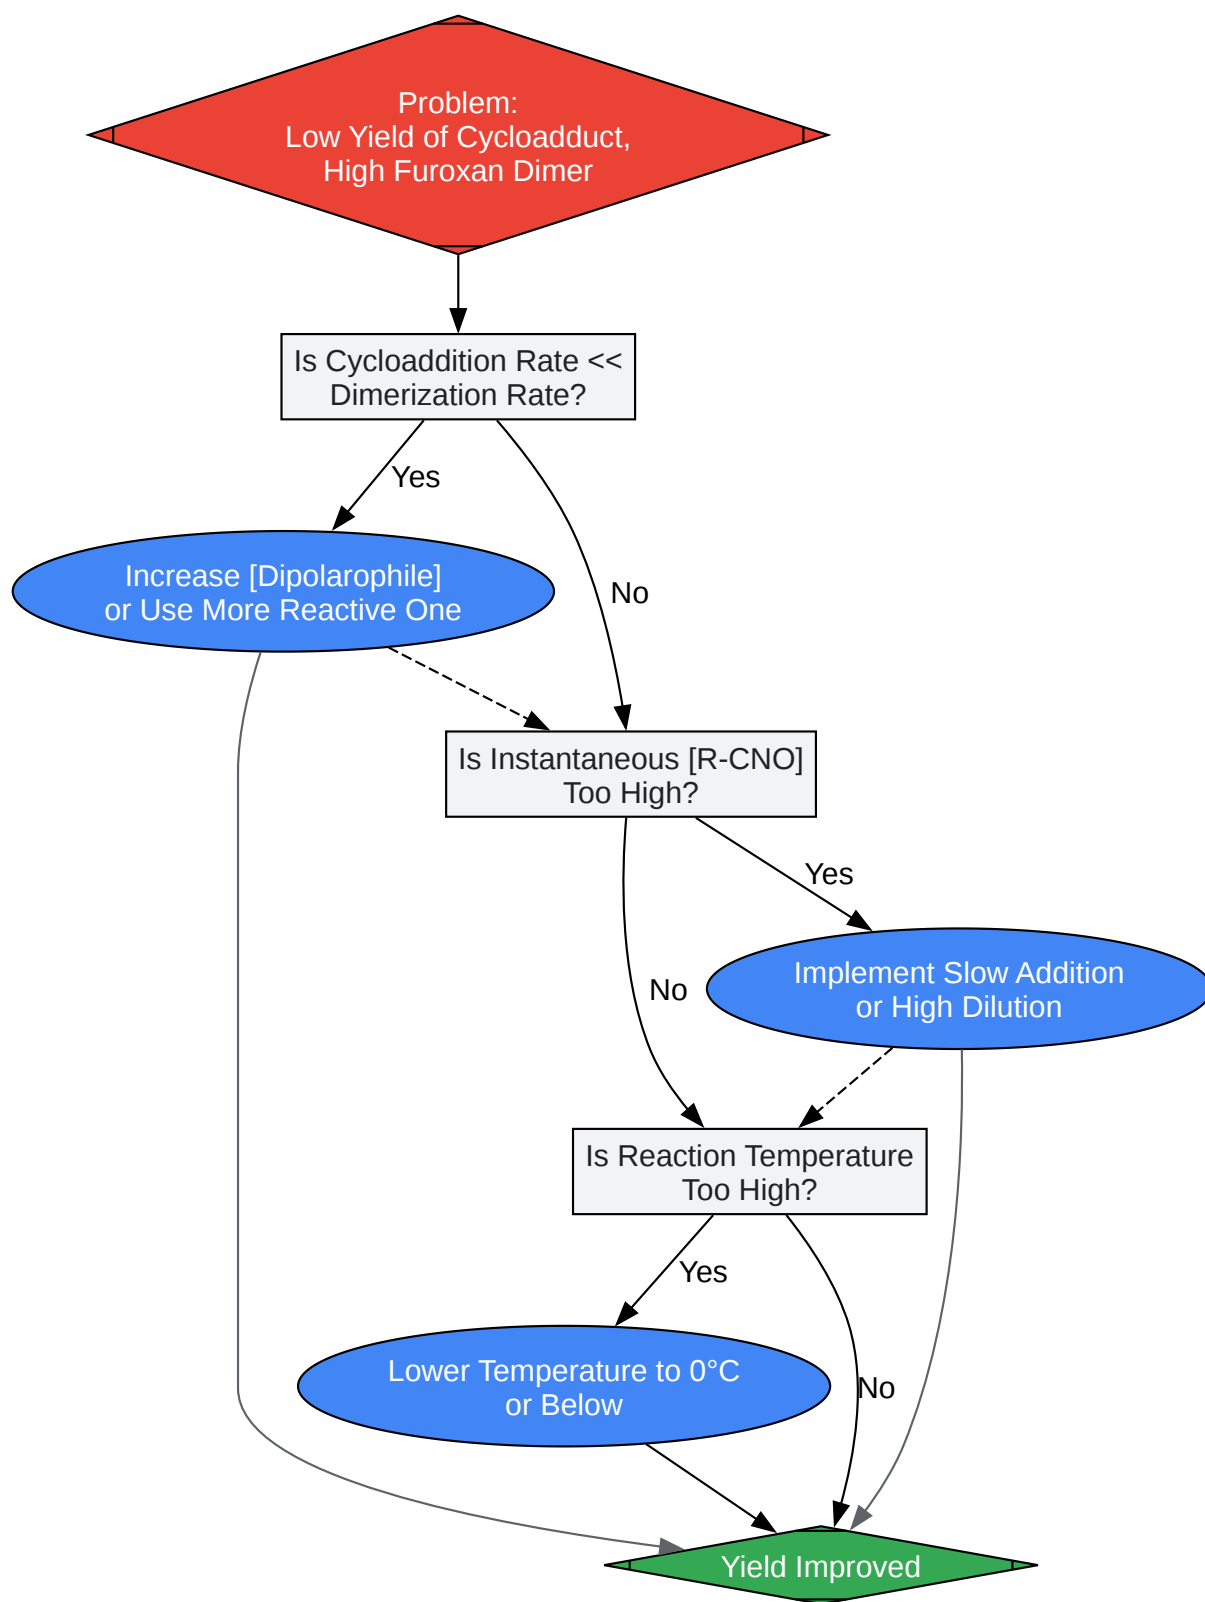 Problem:
Low Yield of Cycloadduct,
High Furoxan Dimer
Is Cycloaddition Rate <<
Dimerization Rate?
Yes
Increase [Dipolarophile]
or Use More Reactive One
No
Is Instantaneous [R-CNO]
Too High?
Yes
Implement Slow Addition
or High Dilution
No
Is Reaction Temperature
Too High?
Yes
Lower Temperature to 0°C
or Below
No
Yield Improved